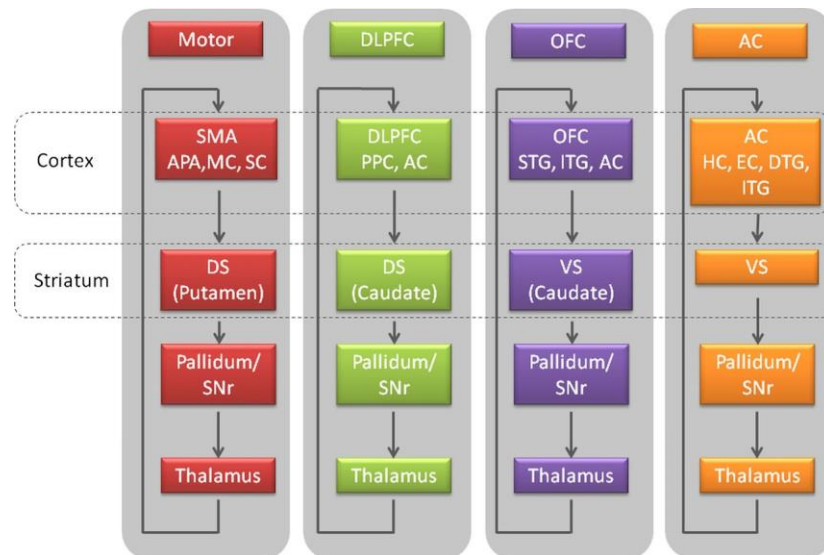 Motor
DLPFC
OFC
AC
Cortex
SMA
APA,MC, SC
DLPFC
PPC, AC
OFC
STG, ITG, AC
AC
HC, EC, DTG,
ITG
Striatum
DS
(Putamen)
DS
(Caudate)
VS
(Caudate)
VS
Pallidum/
SNr
Pallidum/
SNr
Pallidum/
SNr
Pallidum/
SNr
Thalamus
Thalamus
Thalamus
Thalamus